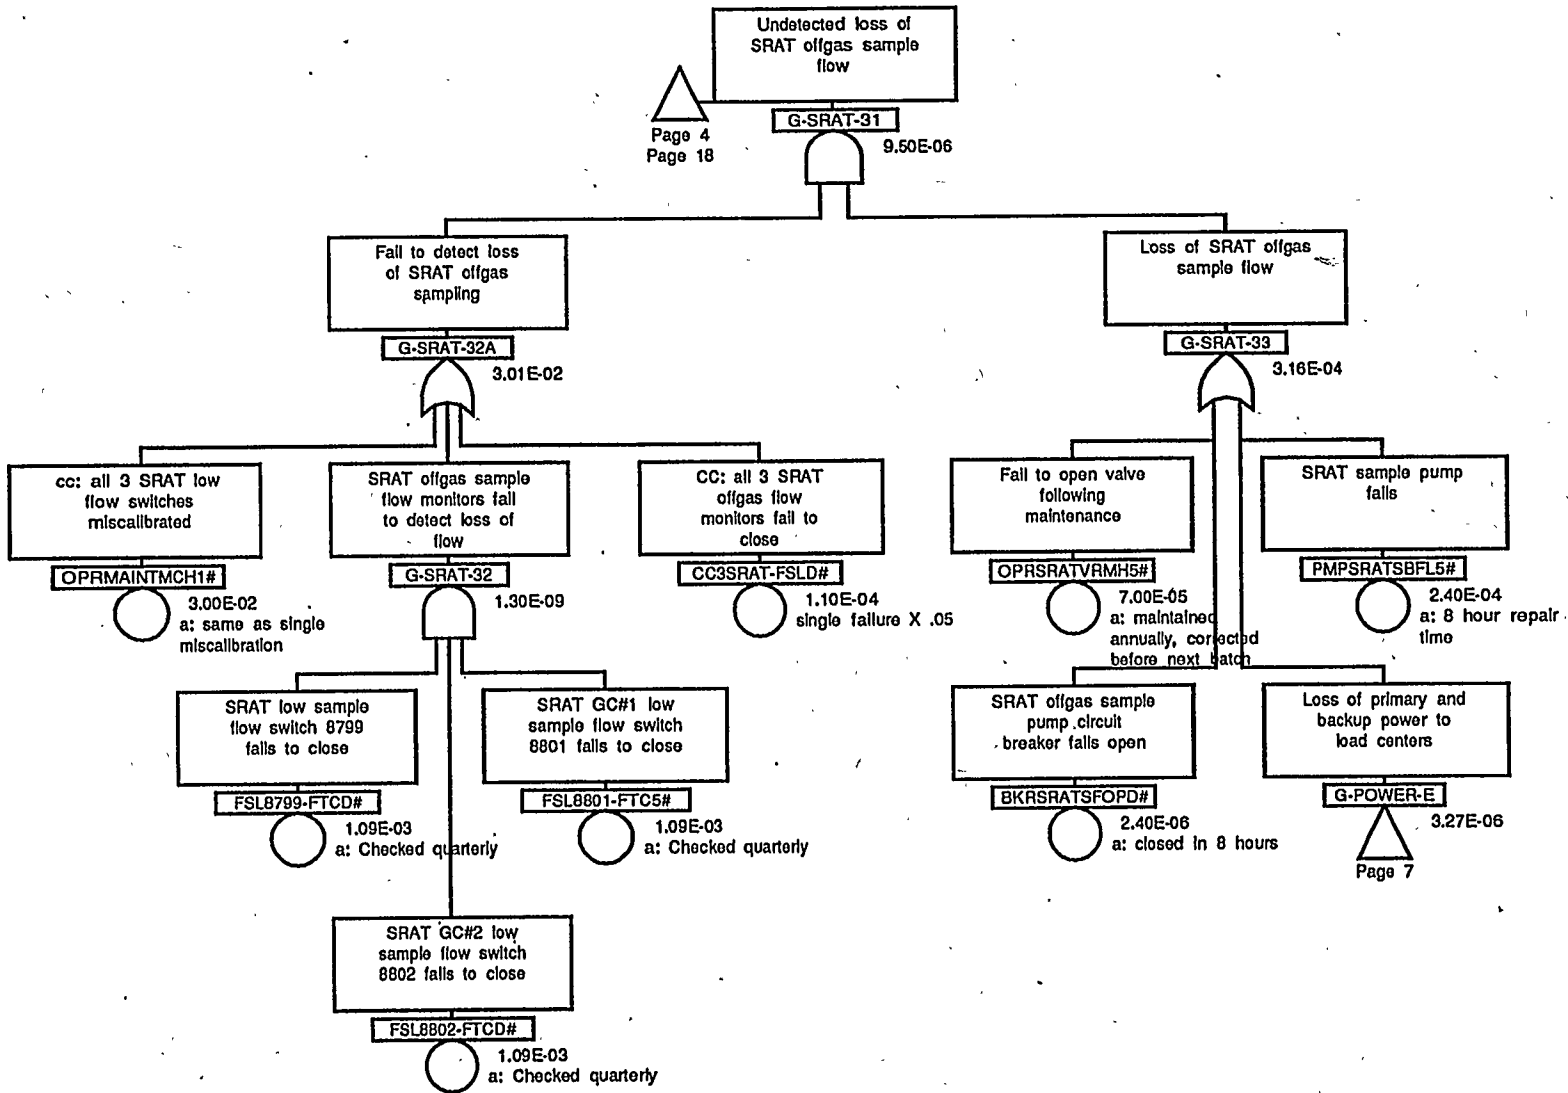 Undetected loss of
SRAT offgas sample
flow
Page 4
Page 18
G-SRAT-31
9.50E-06
Fail to detect loss
of SRAT offgas
sampling
G-SRAT-32A
3.01E-02
Loss of SRAT offgas
sample flow
G-SRAT-33
3.16E-04
cc: all 3 SRAT low
flow switches
miscalibrated
OPRMAINTMCH1#
3.00E-02
a: same as single
miscalibration
SRAT offgas sample
flow monitors fail
to detect loss of
flow
G-SRAT-32
1.30E-09
CC: all 3 SRAT
offgas flow
monitors fail to
close
CC3SRAT-FSLD#
1.10E-04
single failure X .05
Fail to open valve
following
maintenance
OPRSRATVRMH5#
7.00E-05
a: maintained
annually, corrected
before next batch
SRAT sample pump
fails
PMPSRATSBFL5#
2.40E-04
a: 8 hour repair
time
SRAT low sample
flow switch 8799
fails to close
FSL8799-FTCD#
1.09E-03
a: Checked quarterly
SRAT GC#1 low
sample flow switch
8801 fails to close
FSL8801-FTC5#
1.09E-03
a: Checked quarterly
SRAT offgas sample
pump circuit
breaker fails open
BKRSRATSFOPD#
2.40E-06
a: closed in 8 hours
Loss of primary and
backup power to
load centers
G-POWER-E
3.27E-06
Page 7
SRAT GC#2 low
sample flow switch
8802 fails to close
FSL8802-FTCD#
1.09E-03
a: Checked quarterly